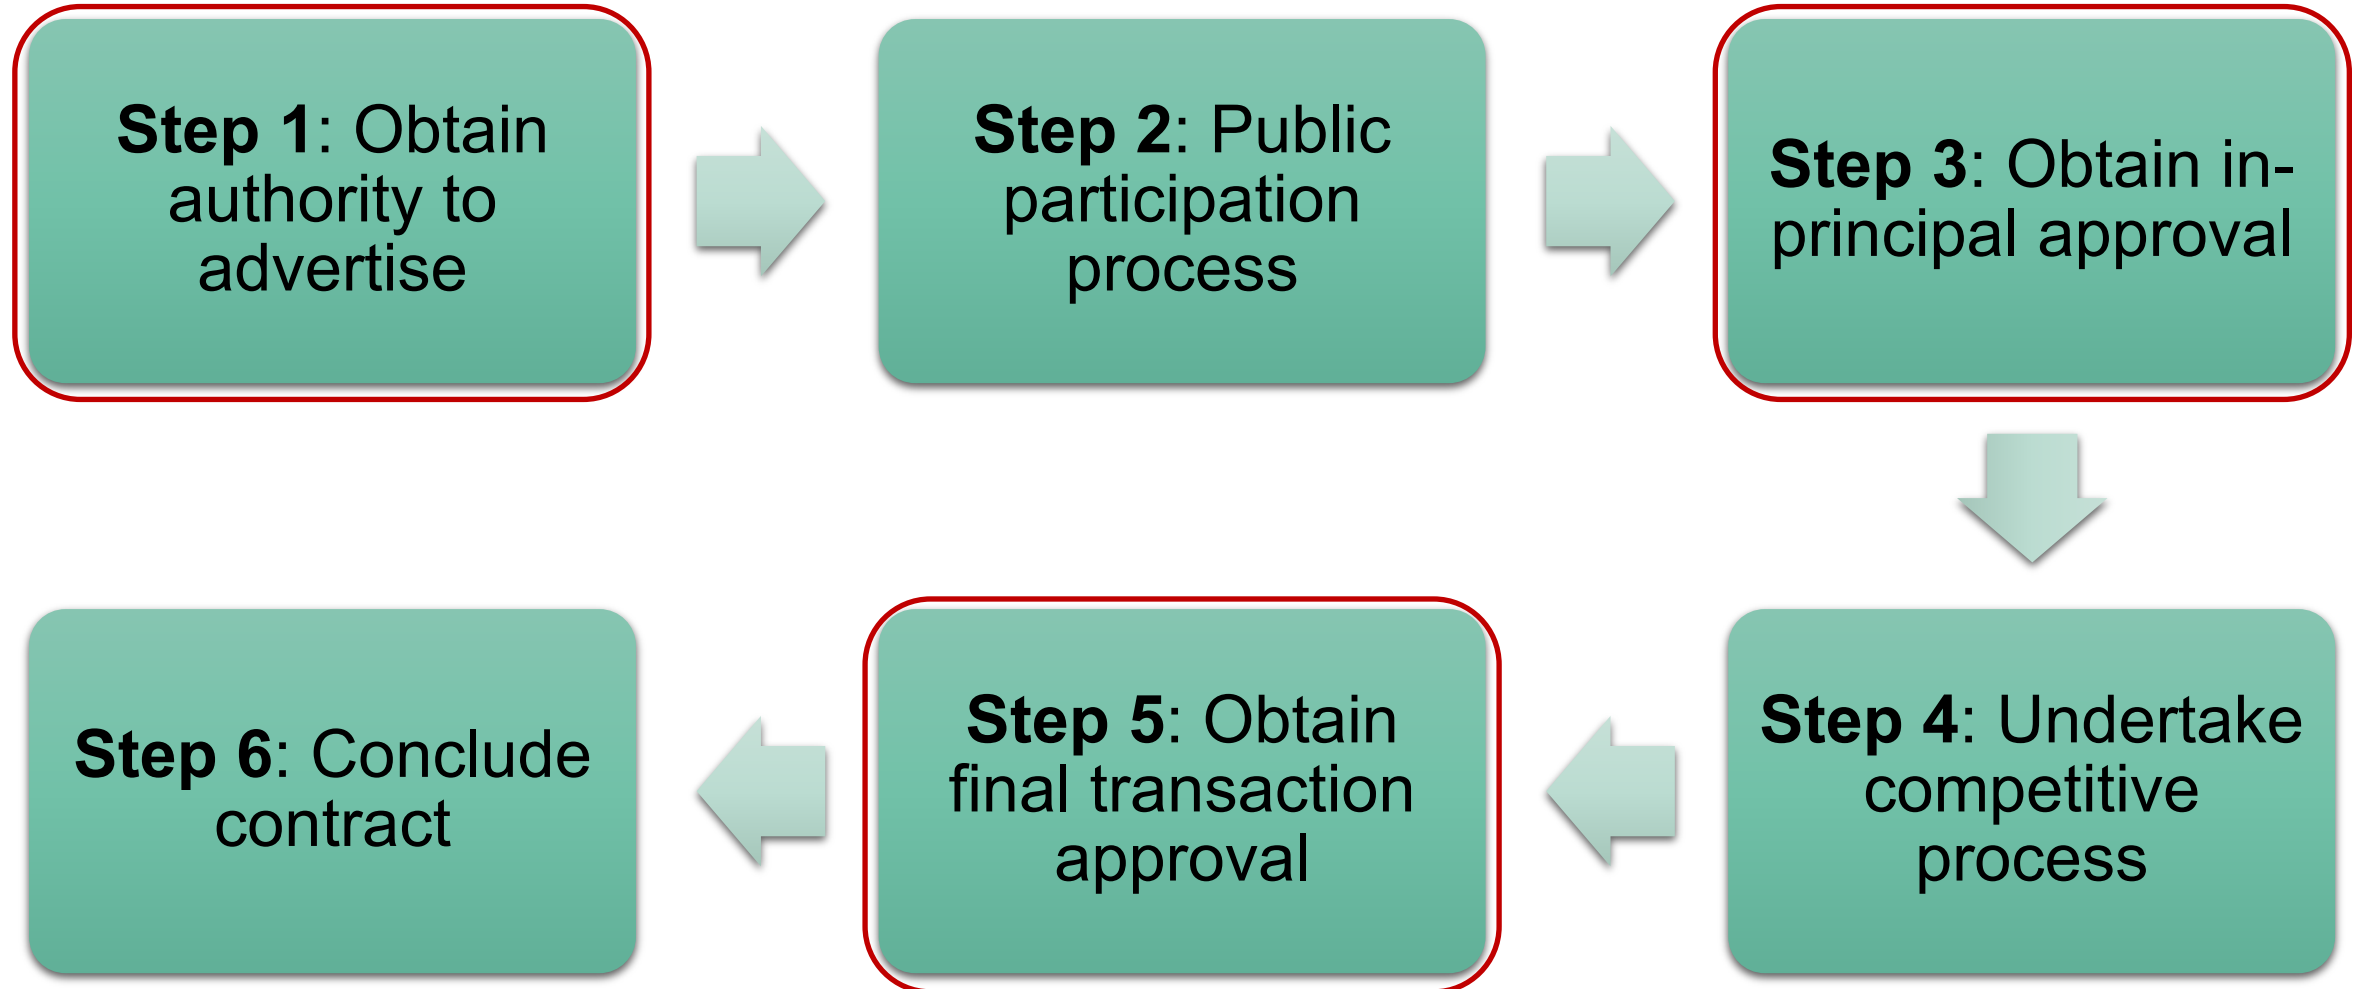 Step 1: Obtain
authority to
advertise
Step 2: Public
participation
process
Step 3: Obtain in-
principal approval
Step 4: Undertake
competitive
process
Step 5: Obtain
final transaction
approval
Step 6: Conclude
contract